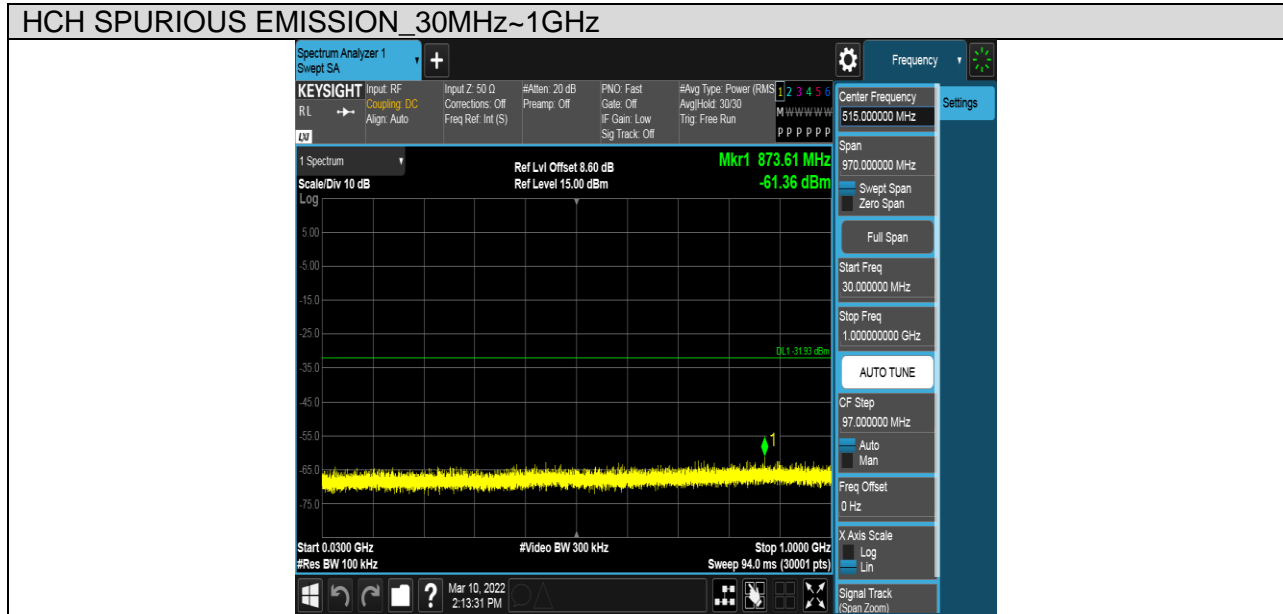 HCH SPURIOUS EMISSION_30MHz~1GHz
Spectrum Analyzer 1
Swept SA
+
Frequency
KEYSIGHT
RL
LXI
Input: RF
Coupling: DC
Align: Auto
Input Z: 50 Ω
Corrections: Off
Freq Ref: Int (S)
#Atten: 20 dB
Preamp: Off
PNO: Fast
Gate: Off
IF Gain: Low
Sig Track: Off
#Avg Type: Power (RMS
Avg|Hold: 30/30
Trig: Free Run
1 2 3 4 5 6
M W W W W W
P P P P P P
1 Spectrum
Scale/Div 10 dB
Log
Ref Lvl Offset 8.60 dB
Ref Level 15.00 dBm
Mkr1 873.61 MHz
-61.36 dBm
5.00
-5.00
-15.0
-25.0
DL1 -31.93 dBm
-35.0
-45.0
-55.0
1
-65.0
-75.0
Start 0.0300 GHz
#Res BW 100 kHz
#Video BW 300 kHz
Stop 1.0000 GHz
Sweep 94.0 ms (30001 pts)
?
Mar 10, 2022
2:13:31 PM
Center Frequency
515.000000 MHz
Span
970.000000 MHz
Swept Span
Zero Span
Full Span
Start Freq
30.000000 MHz
Stop Freq
1.000000000 GHz
AUTO TUNE
CF Step
97.000000 MHz
Auto
Man
Freq Offset
0 Hz
X Axis Scale
Log
Lin
Signal Track
(Span Zoom)
Settings